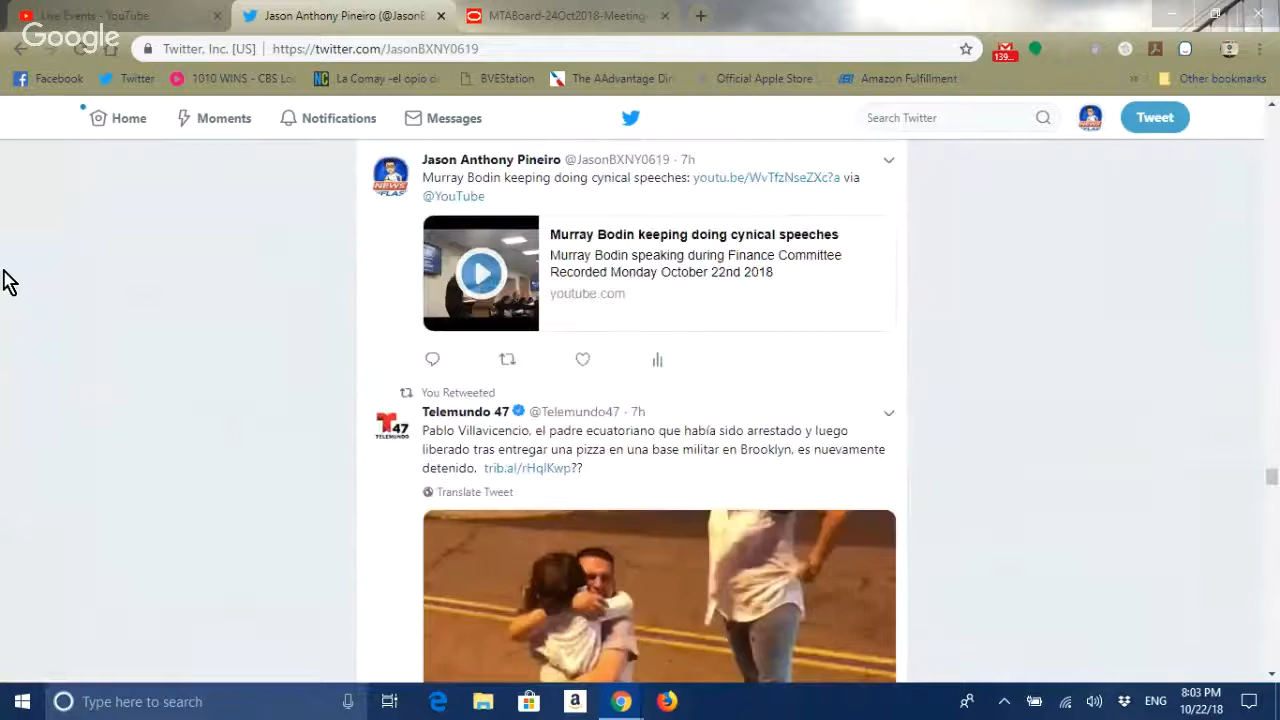 Live Events - YouTube
Jason Anthony Pineiro (@JasonB
MTABoard-24Oct2018-Meeting
Google
Twitter, Inc. [US]
https://twitter.com/JasonBXNY0619
139...
Facebook
Twitter
1010 WINS - CBS Lo
La Comay -el opio d
BVEStation
The AAdvantage Dir
Official Apple Store
Amazon Fulfillment
»
Other bookmarks
Home
Moments
Notifications
Messages
Search Twitter
Tweet
NEWS FLAS
Jason Anthony Pineiro @JasonBXNY0619 · 7h
Murray Bodin keeping doing cynical speeches: youtu.be/WvTfzNseZXc?a via
@YouTube
Murray Bodin keeping doing cynical speeches
Murray Bodin speaking during Finance Committee
Recorded Monday October 22nd 2018
youtube.com
You Retweeted
T 47
TELEMUNDO
Telemundo 47 @Telemundo47 · 7h
Pablo Villavicencio, el padre ecuatoriano que había sido arrestado y luego
liberado tras entregar una pizza en una base militar en Brooklyn, es nuevamente
detenido. trib.al/rHqlKwp??
Translate Tweet
Type here to search
ENG
8:03 PM
10/22/18